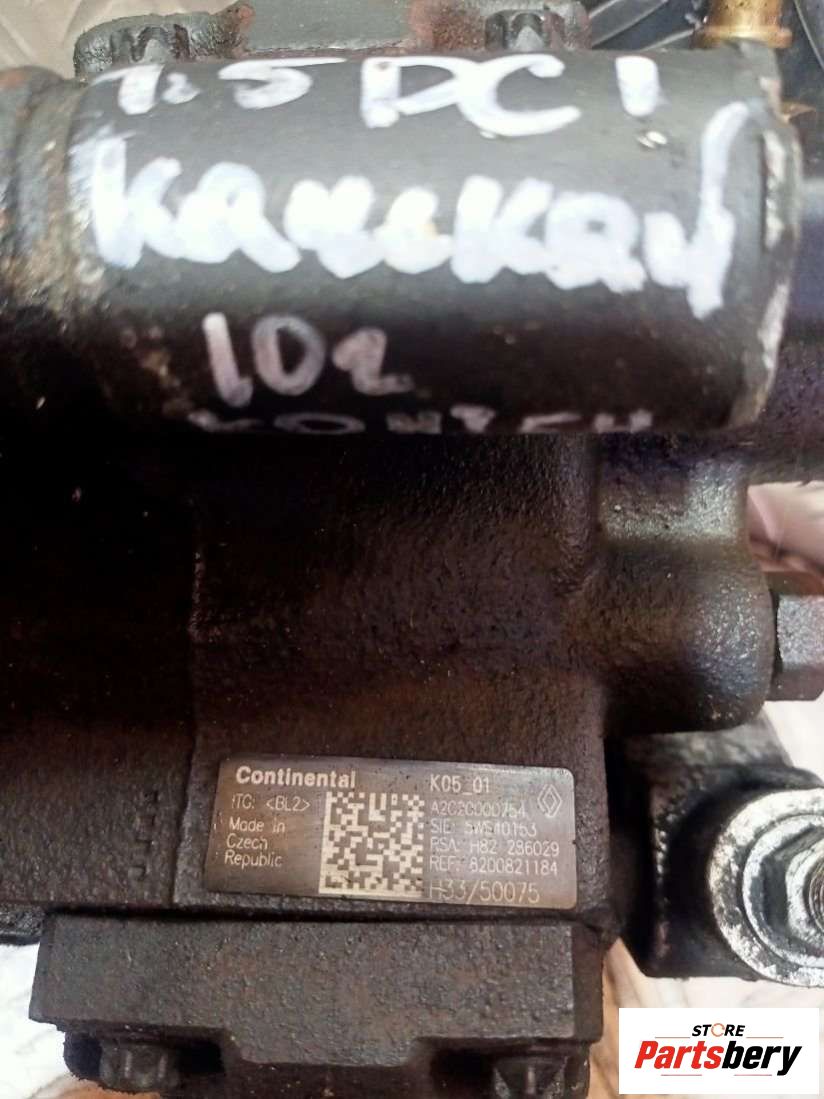 1.5 DCI
Кашкай
102
Continental
K05_01
ITG: <BL2>
A2C20000754
Made in
SIE: 5WS40153
Czech
RSA: H82 286029
Republic
REF: 8200821184
H33/50075
STORE
Partsbery